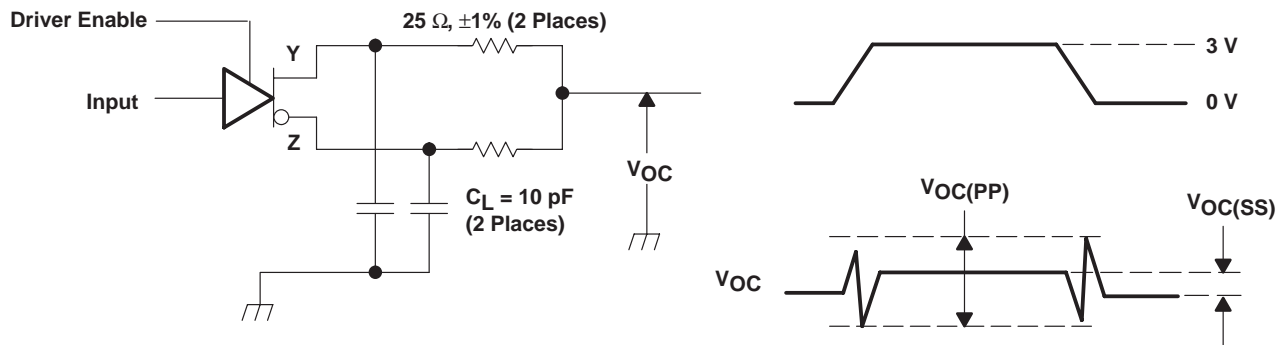 Driver Enable
25 Ω, ±1% (2 Places)
Y
Input
Z
VOC
CL = 10 pF
(2 Places)
3 V
0 V
VOC(PP)
VOC(SS)
VOC